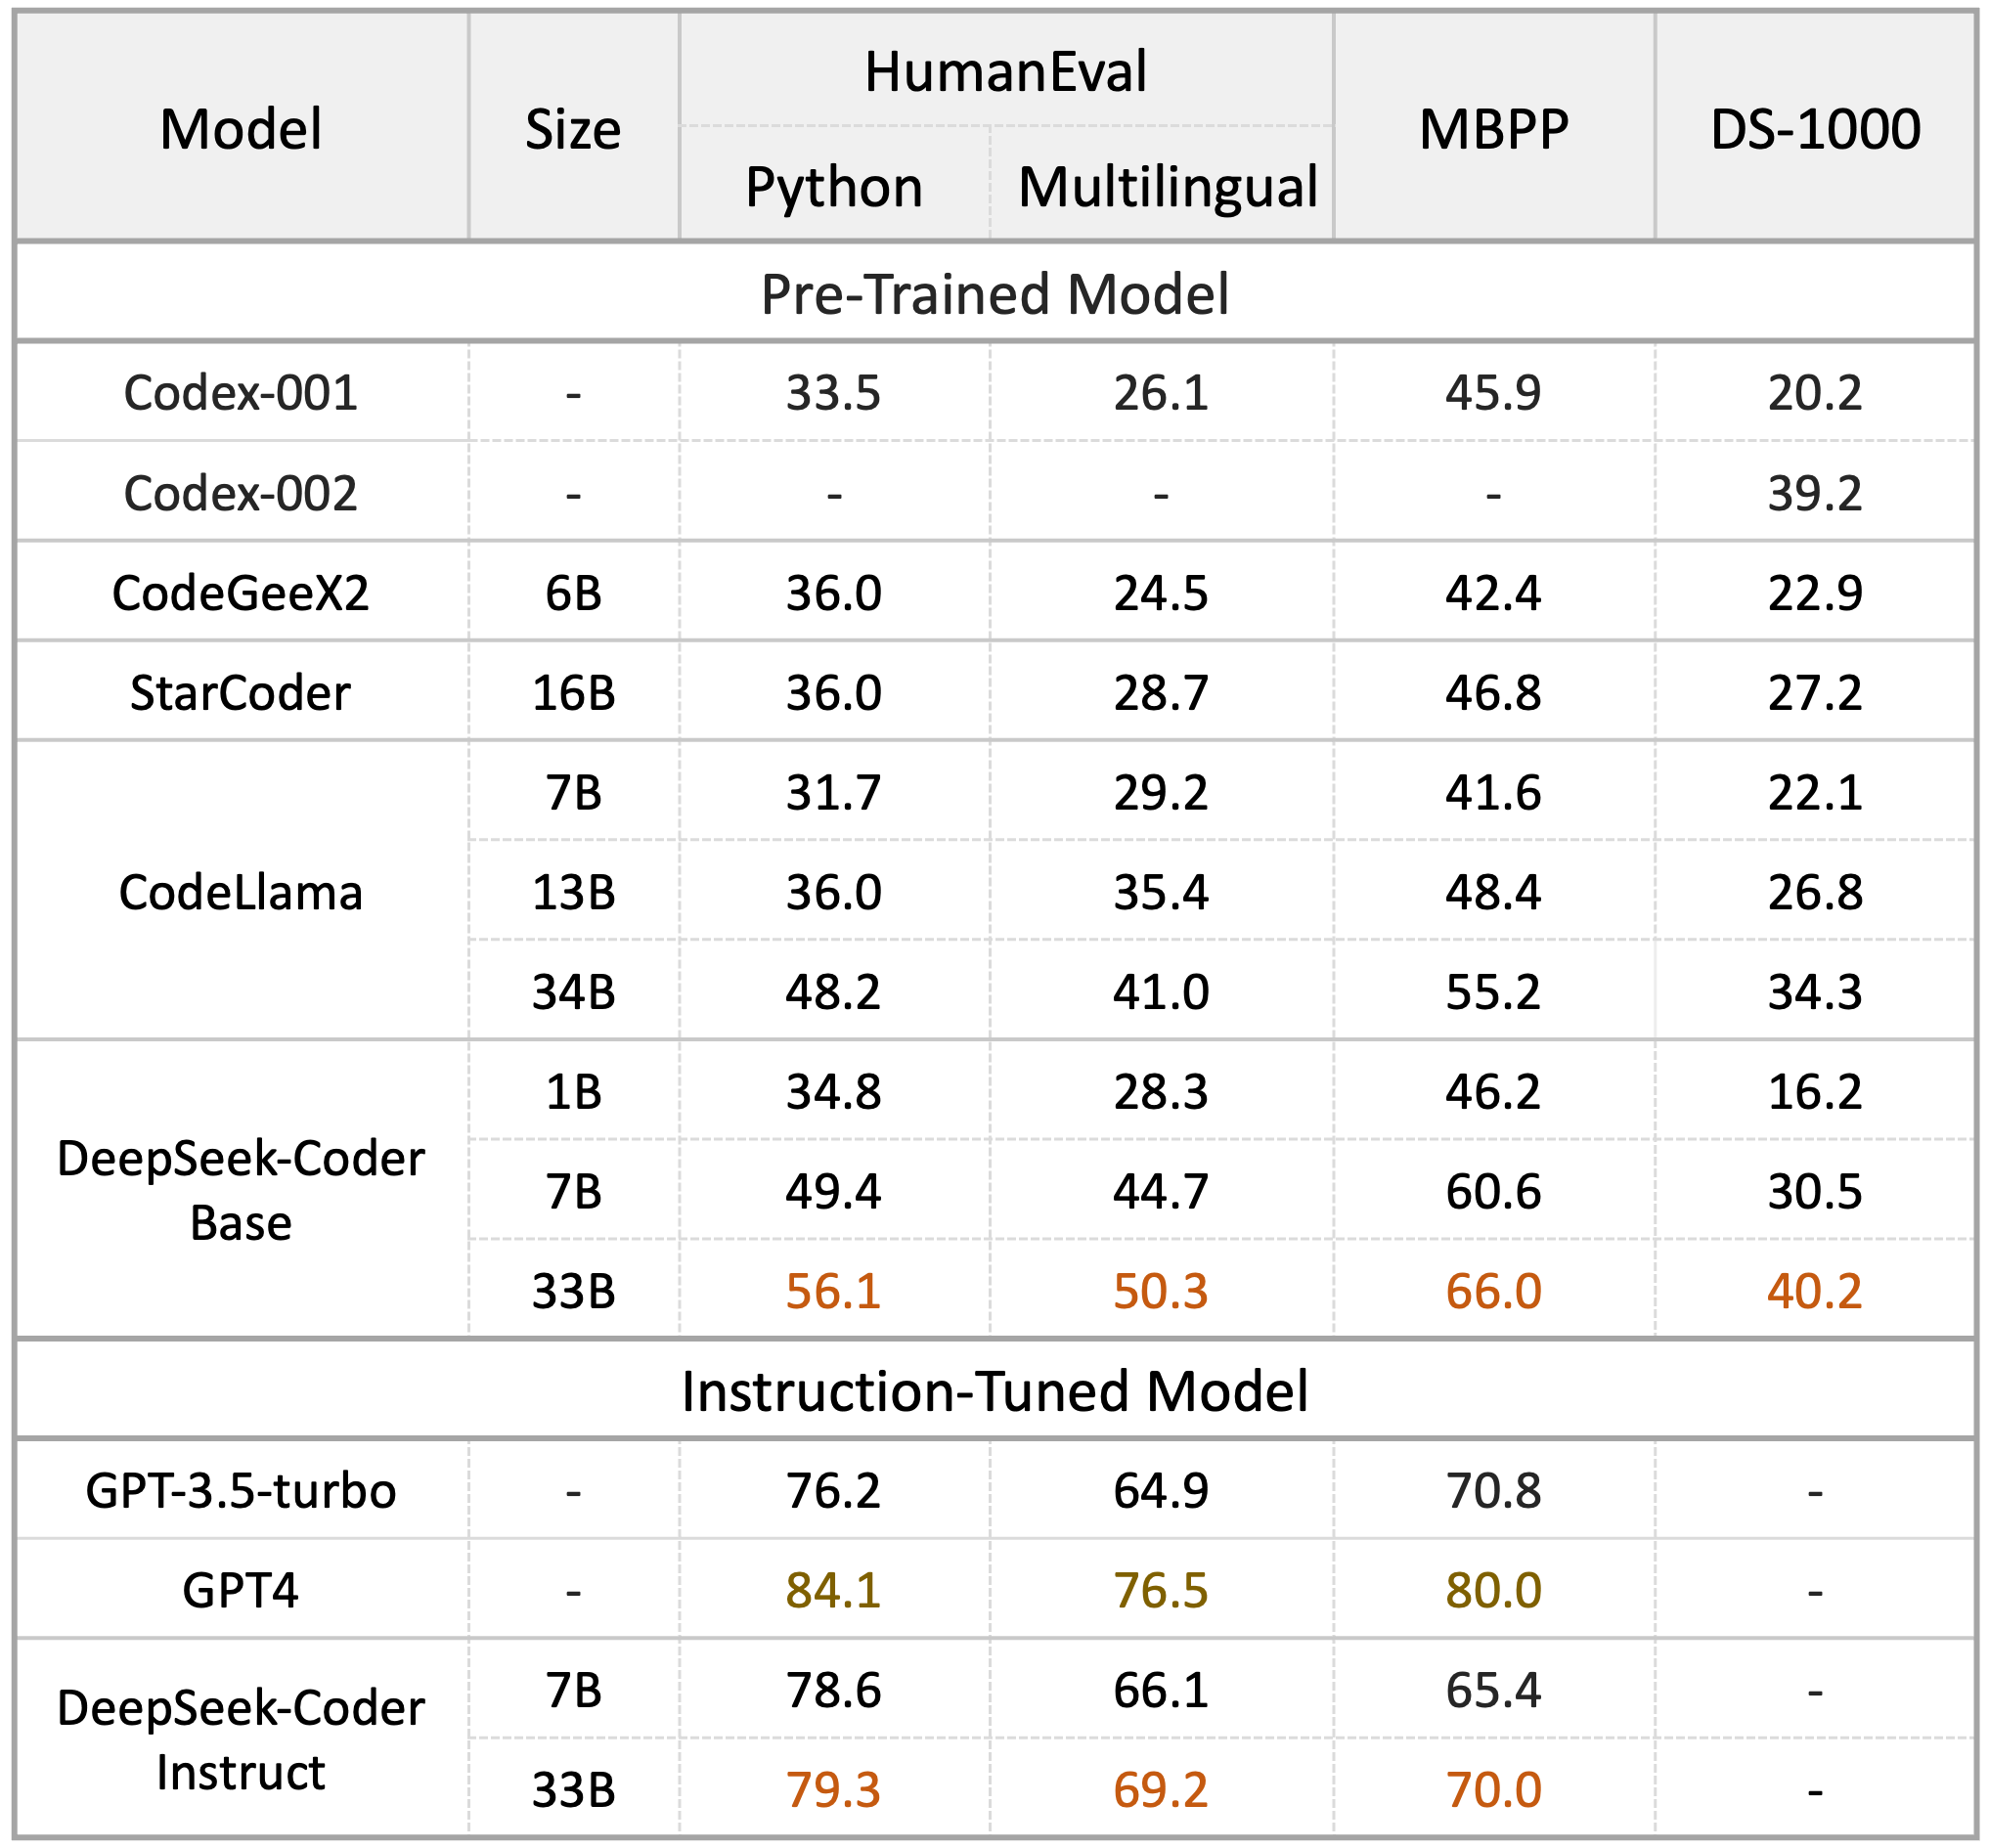 Model Size HumanEval MBPP DS-1000
Python Multilingual
Pre-Trained Model
Codex-001 - 33.5 26.1 45.9 20.2
Codex-002 - - - - 39.2
CodeGeeX2 6B 36.0 24.5 42.4 22.9
StarCoder 16B 36.0 28.7 46.8 27.2
CodeLlama
7B 31.7 29.2 41.6 22.1
13B 36.0 35.4 48.4 26.8
34B 48.2 41.0 55.2 34.3
DeepSeek-Coder
Base
1B 34.8 28.3 46.2 16.2
7B 49.4 44.7 60.6 30.5
33B 56.1 50.3 66.0 40.2
Instruction-Tuned Model
GPT-3.5-turbo - 76.2 64.9 70.8 -
GPT4 - 84.1 76.5 80.0 -
DeepSeek-Coder
Instruct
7B 78.6 66.1 65.4 -
33B 79.3 69.2 70.0 -